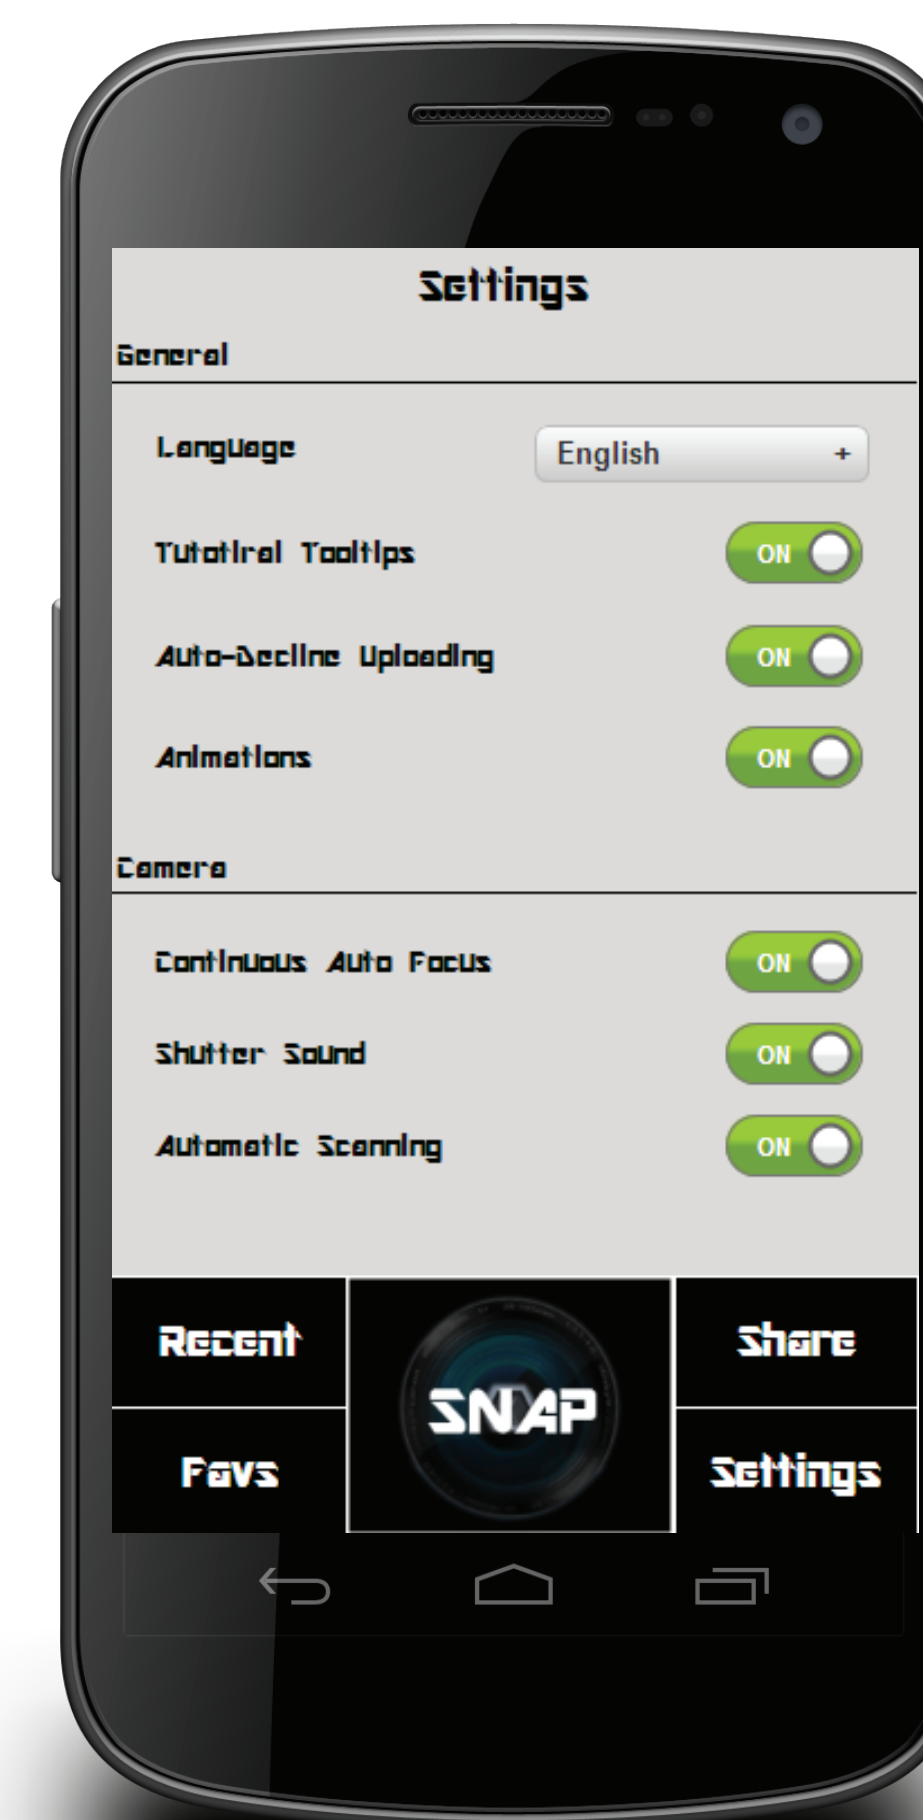 Settings
General
Language English +
Tutotiral Tooltips ON
Auto-Decline Uploading ON
Animations ON
Camera
Continuous Auto Focus ON
Shutter Sound ON
Automatic Scanning ON
Recent
Share
SNAP
Favs
Settings